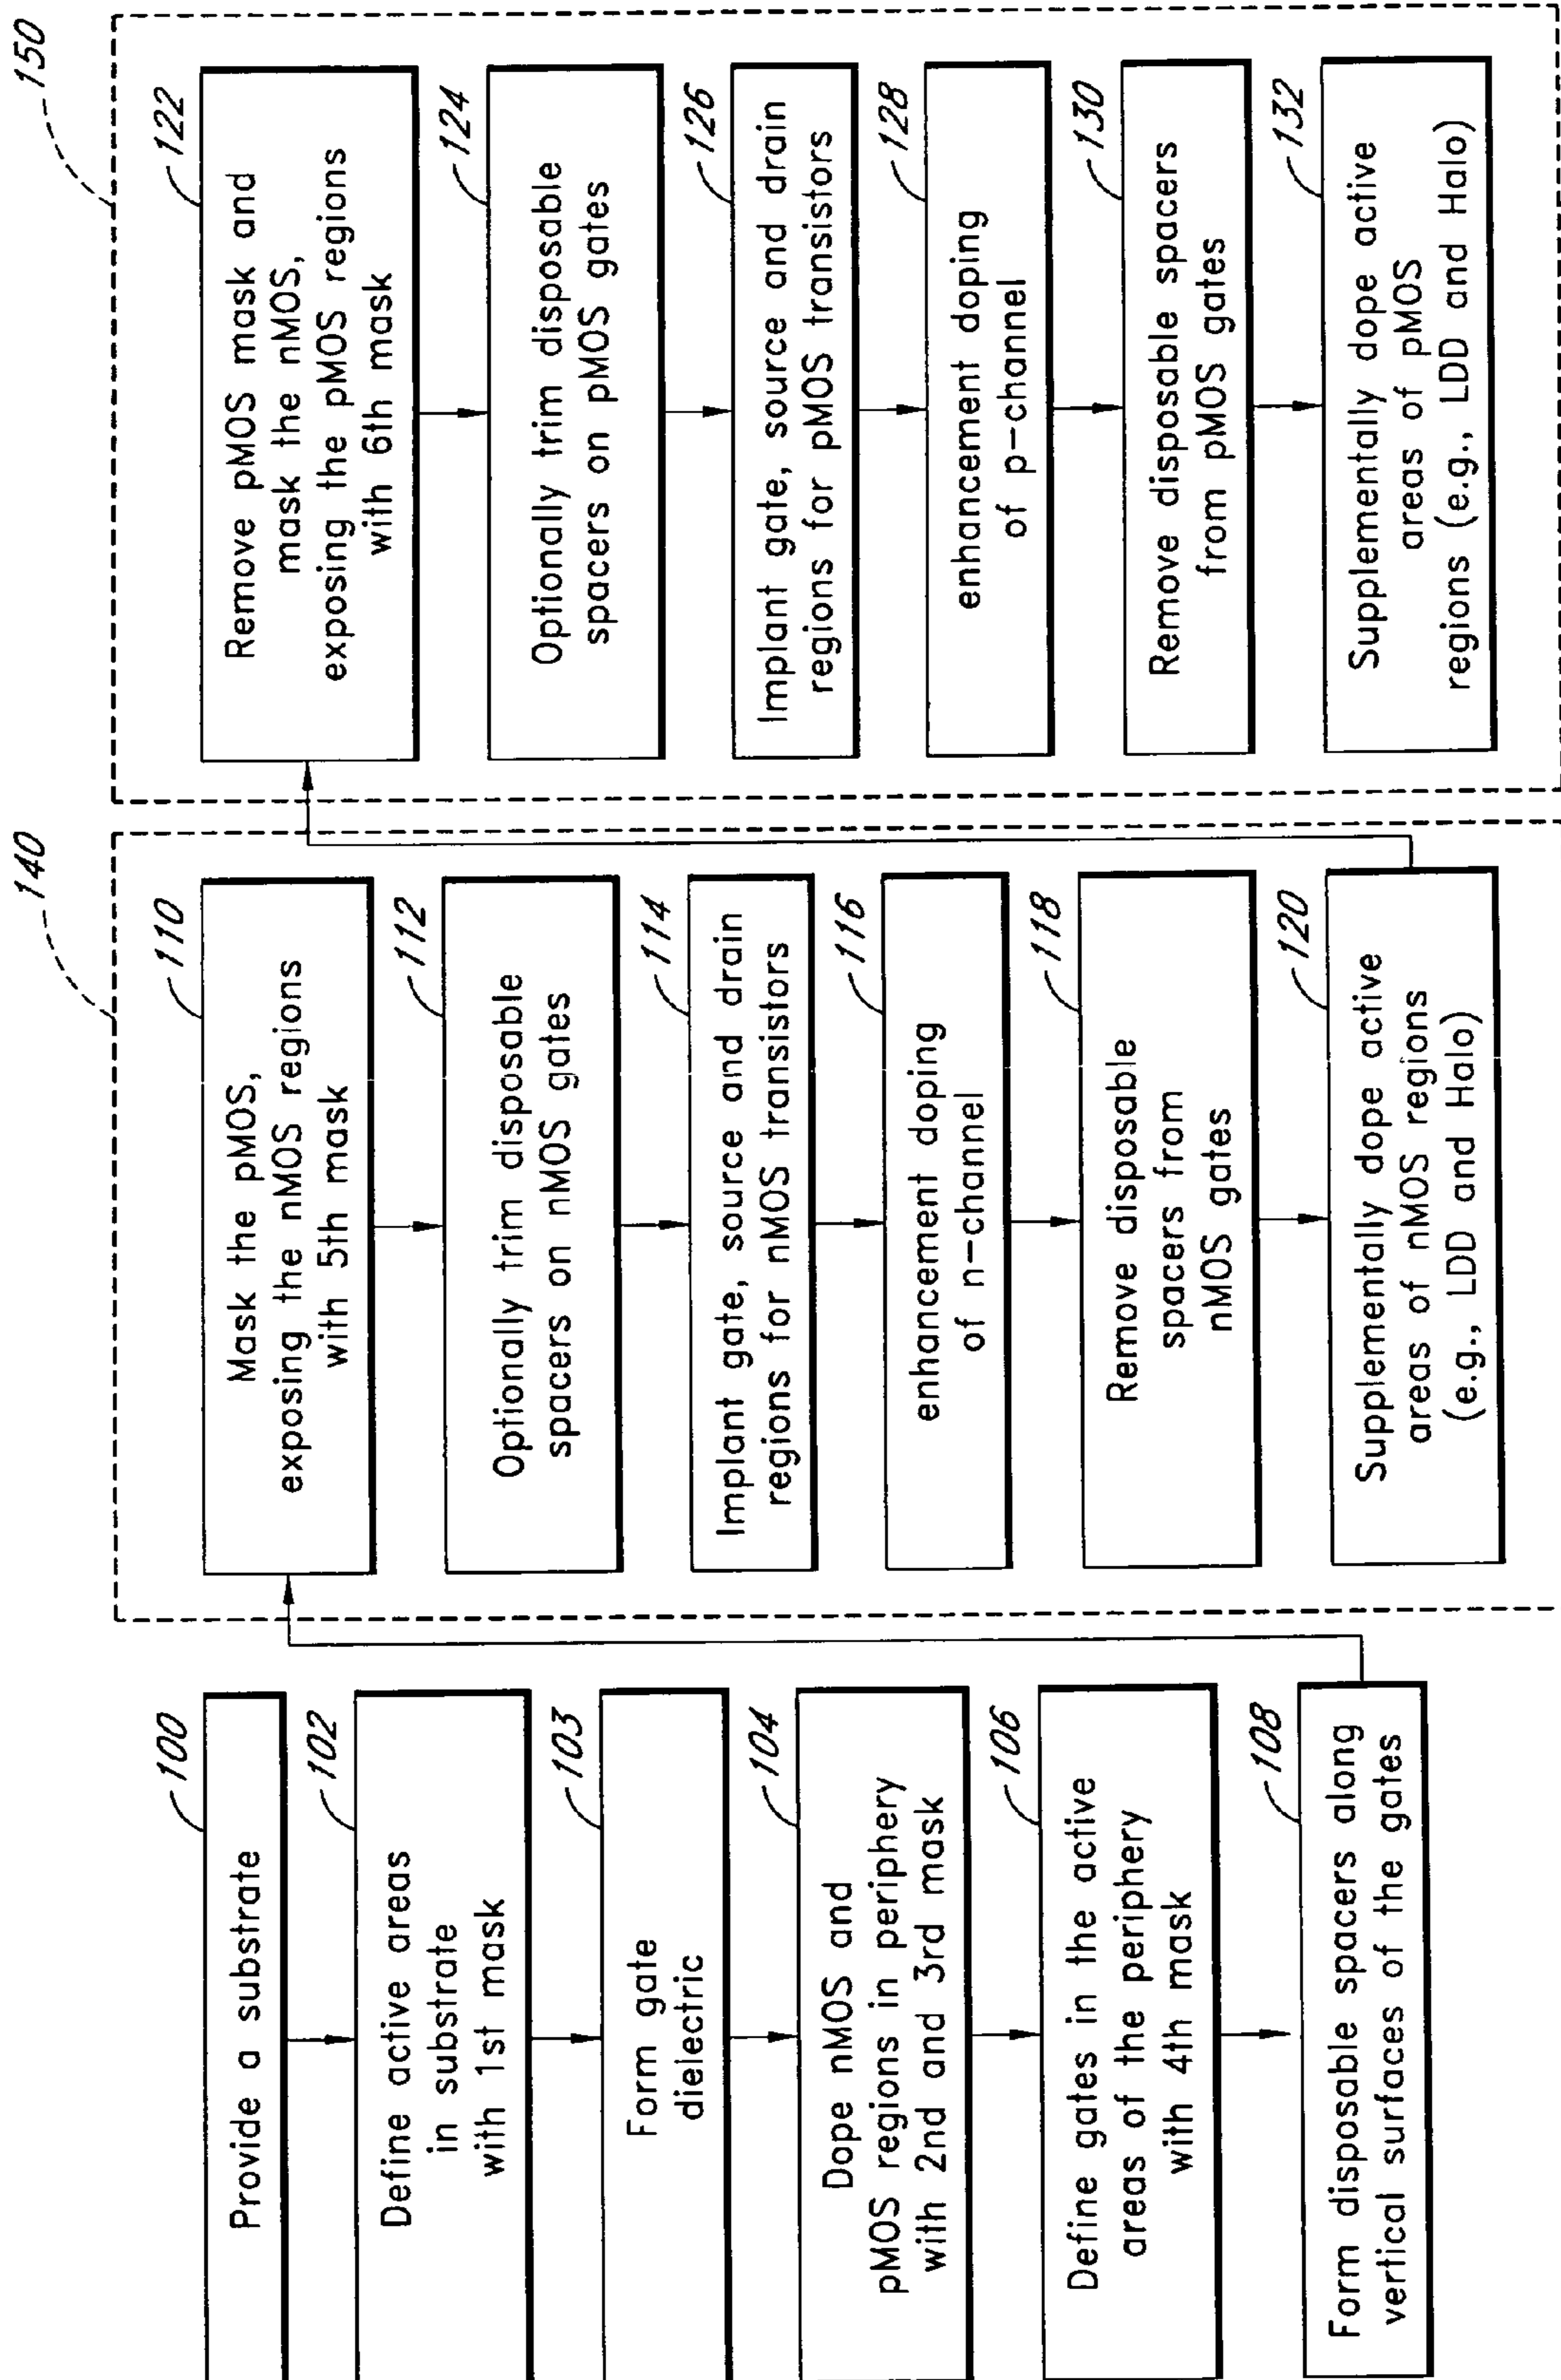 100
Provide a substrate
102
Define active areas
in substrate
with 1st mask
103
Form gate
dielectric
104
Dope nMOS and
pMOS regions in periphery
with 2nd and 3rd mask
106
Define gates in the active
areas of the periphery
with 4th mask
108
Form disposable spacers along
vertical surfaces of the gates
140
110
Mask the pMOS,
exposing the nMOS regions
with 5th mask
112
Optionally trim disposable
spacers on nMOS gates
114
Implant gate, source and drain
regions for nMOS transistors
116
enhancement doping
of n-channel
118
Remove disposable
spacers from
nMOS gates
120
Supplementally dope active
areas of nMOS regions
(e.g., LDD and Halo)
150
122
Remove pMOS mask and
mask the nMOS,
exposing the pMOS regions
with 6th mask
124
Optionally trim disposable
spacers on pMOS gates
126
Implant gate, source and drain
regions for pMOS transistors
128
enhancement doping
of p-channel
130
Remove disposable spacers
from pMOS gates
132
Supplementally dope active
areas of pMOS
regions (e.g., LDD and Halo)